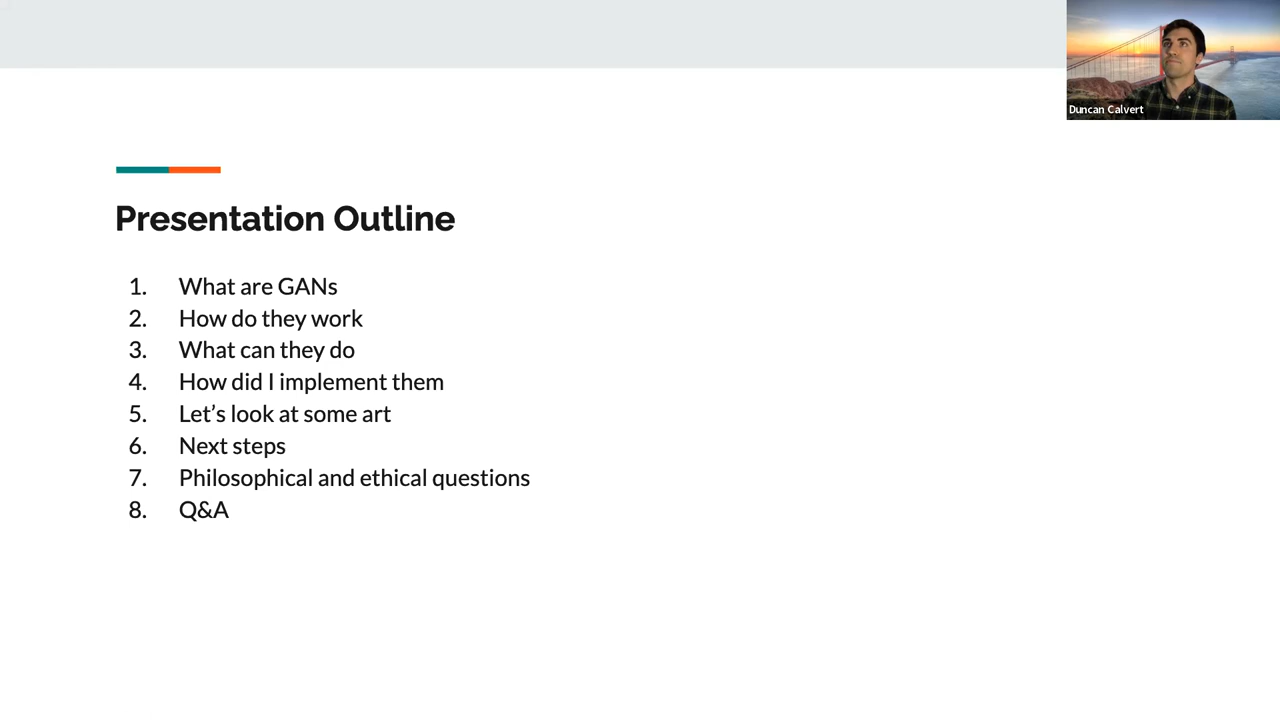 Duncan Calvert
Presentation Outline
1. What are GANs
2. How do they work
3. What can they do
4. How did I implement them
5. Let’s look at some art
6. Next steps
7. Philosophical and ethical questions
8. Q&A